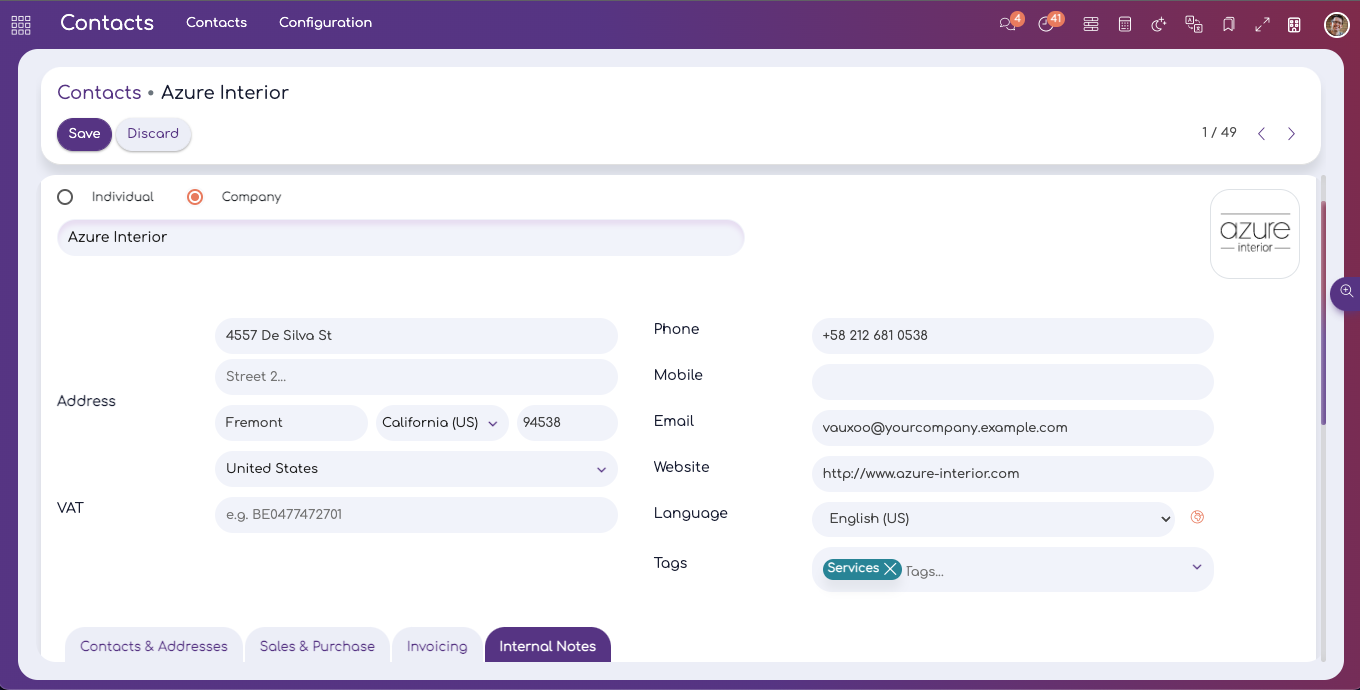 Contacts Contacts Configuration 4 41
Contacts • Azure Interior
Save Discard 1 / 49
Individual Company
Azure Interior
azure
interior
4557 De Silva St
Street 2...
Address
Fremont California (US) 94538
United States
VAT e.g. BE0477472701
Phone +58 212 681 0538
Mobile
Email vauxoo@yourcompany.example.com
Website http://www.azure-interior.com
Language English (US)
Tags Services Tags...
Contacts & Addresses Sales & Purchase Invoicing Internal Notes